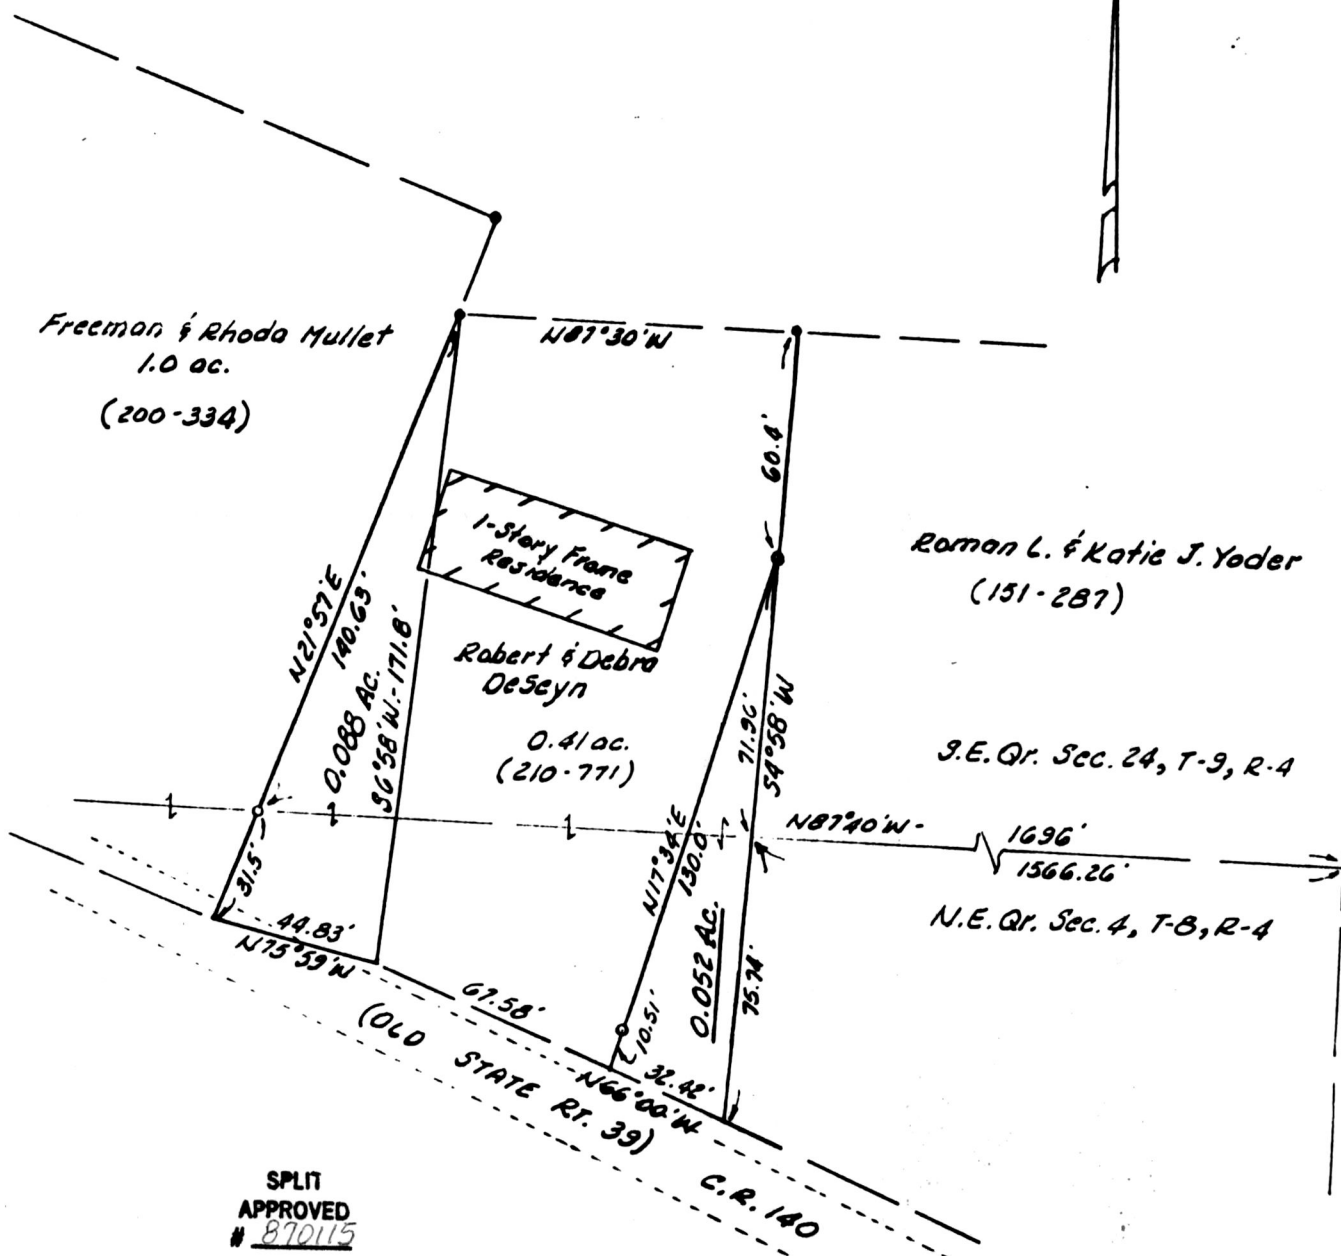 Freeman & Rhoda Mullet
1.0 ac.
(200-334)
N87°30'W
60.4'
1-Story Frame
Residence
Roman L. & Katie J. Yoder
(151-287)
N21°57'E
140.63'
0.088 AC.
S6°58'W.-171.8'
Robert & Debra
DeSeyn
0.41 ac.
(210-771)
71.96'
S4°58'W
S.E. Qr. Sec. 24, T-9, R-4
N87°40'W-
1696'
1566.26'
N.E. Qr. Sec. 4, T-8, R-4
N17°34'E
130.0'
31.5'
44.83'
N75°59'W
67.58'
10.51'
0.052 AC.
75.74'
32.42'
N66°00'W
(OLD STATE RT. 39)
C.R. 140
SPLIT
APPROVED
# 870115